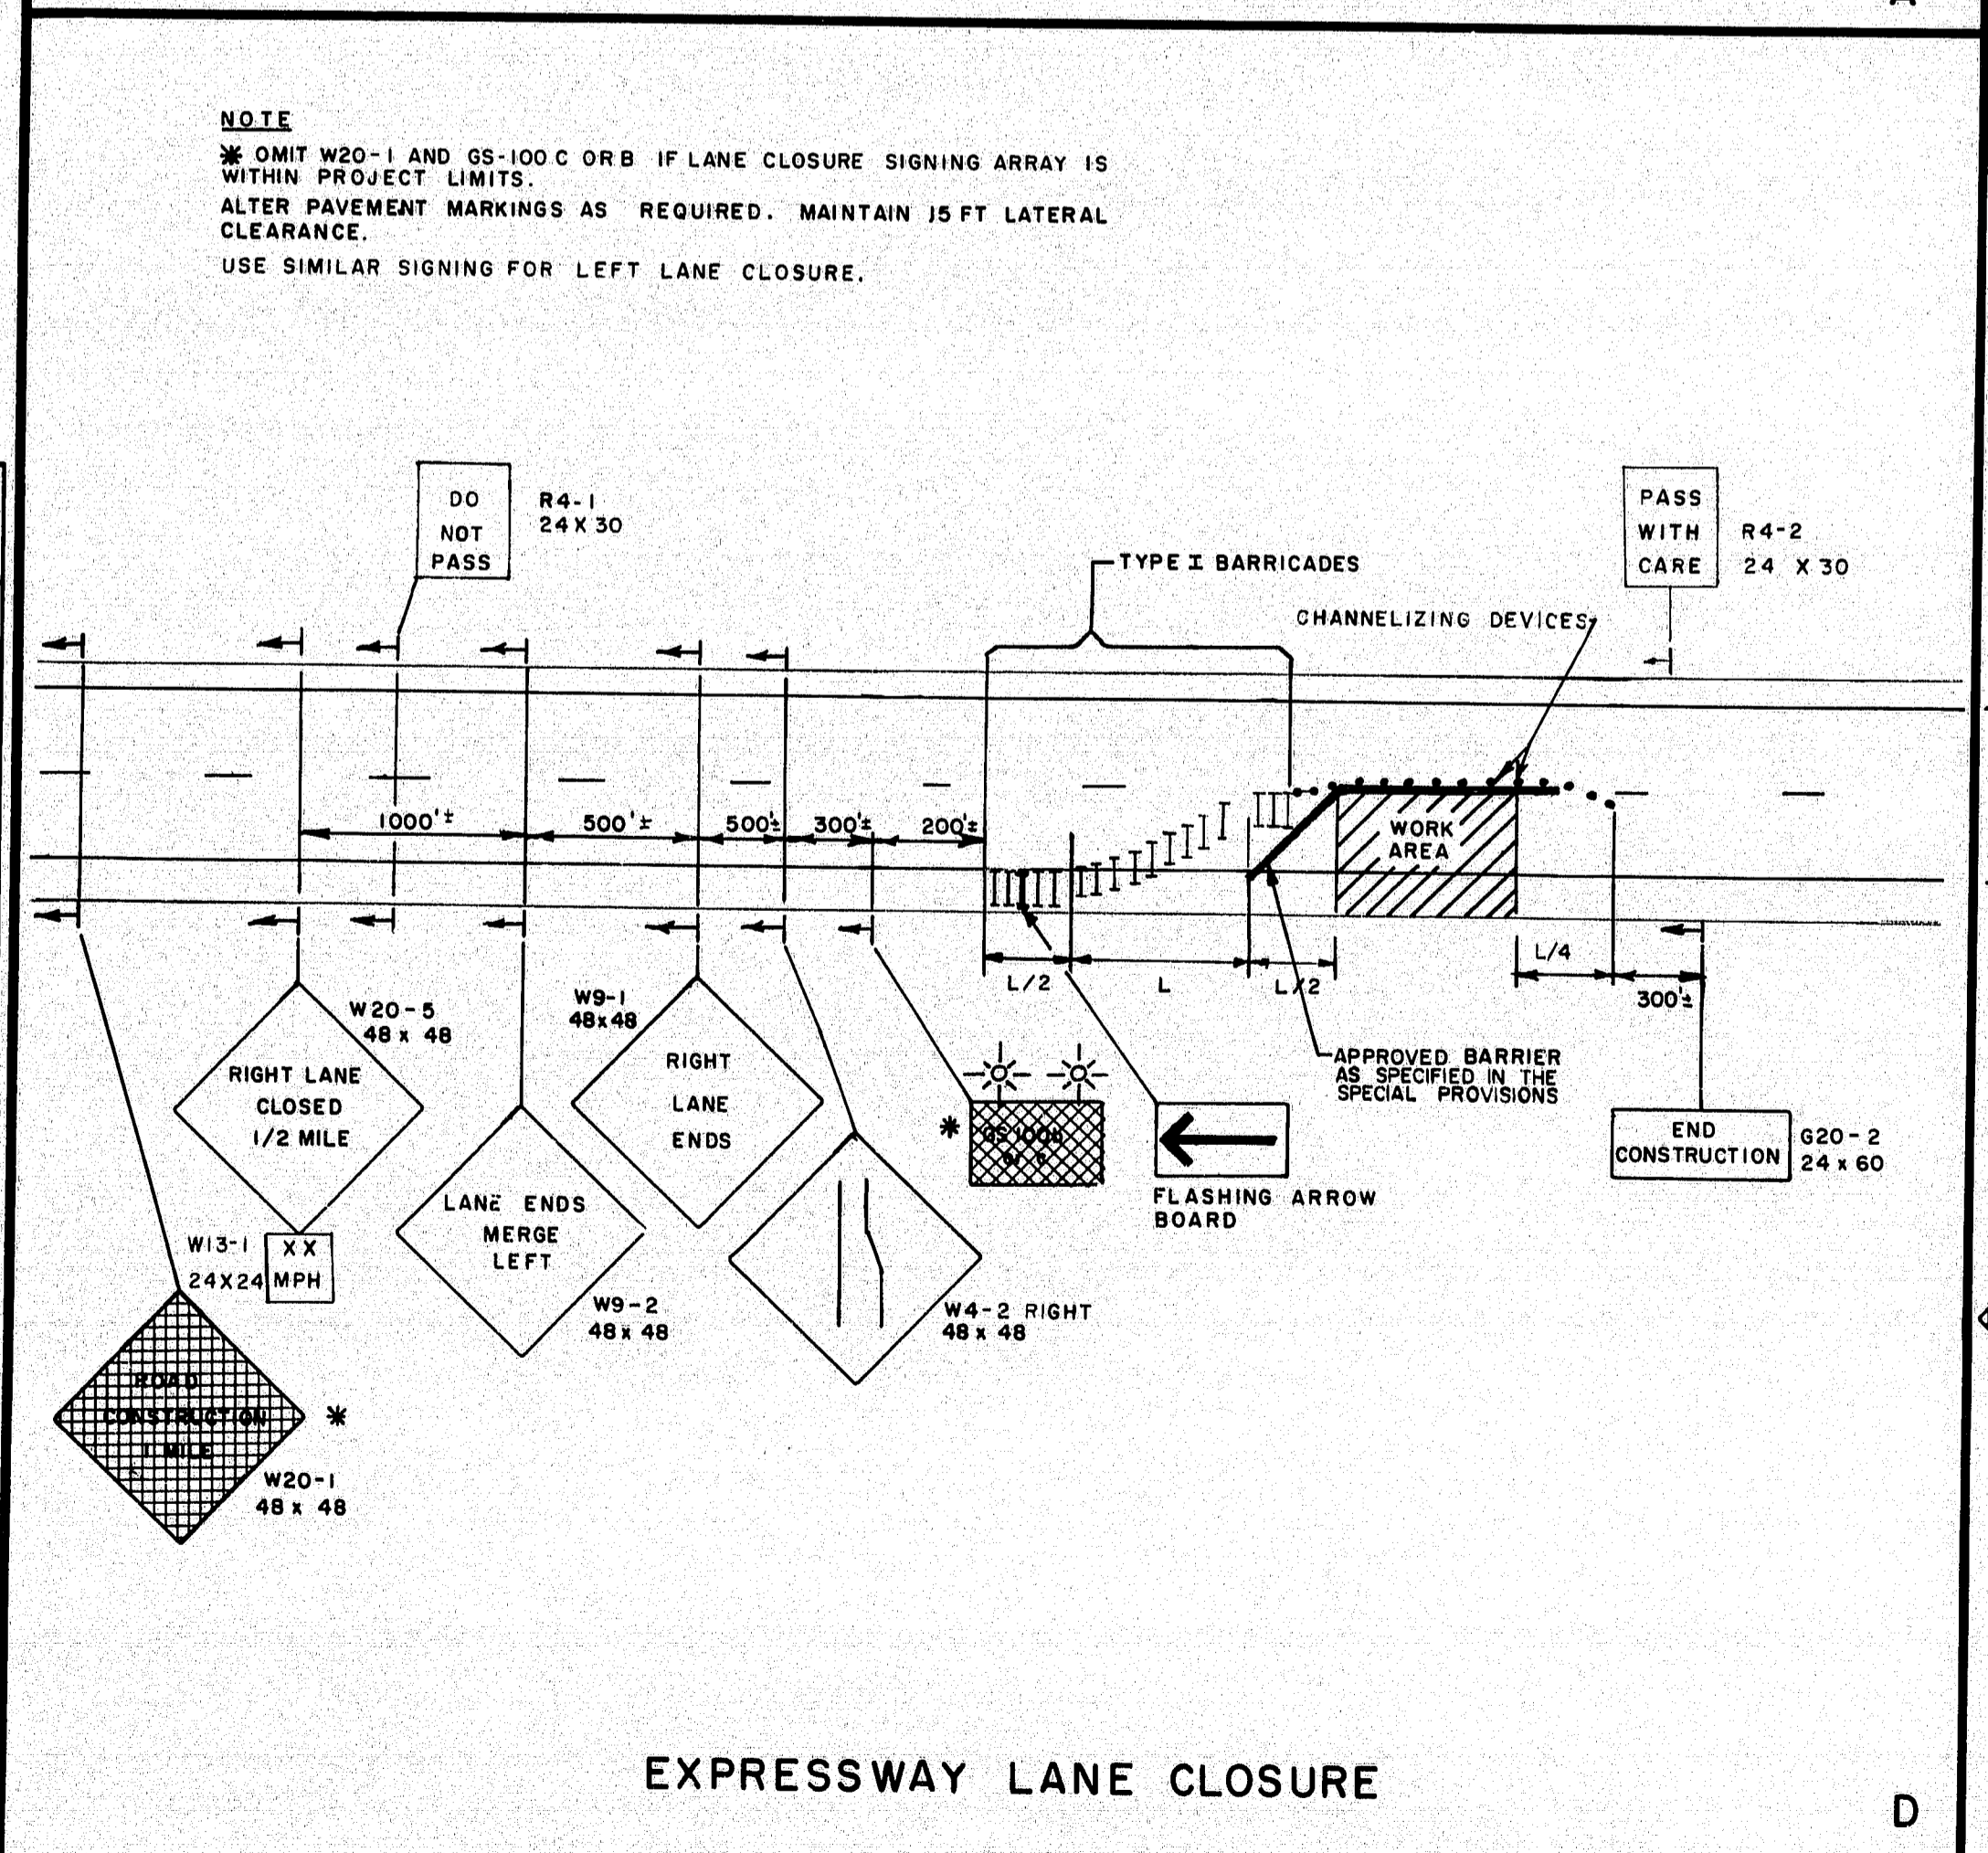 NOTE
✱ OMIT W20-1 AND GS-100 C OR B IF LANE CLOSURE SIGNING ARRAY IS
WITHIN PROJECT LIMITS.
ALTER PAVEMENT MARKINGS AS REQUIRED. MAINTAIN 15 FT LATERAL
CLEARANCE.
USE SIMILAR SIGNING FOR LEFT LANE CLOSURE.
DO
NOT
PASS
R4-1
24 X 30
PASS
WITH
CARE
R4-2
24 X 30
TYPE I BARRICADES
CHANNELIZING DEVICES
1000'±
500'±
500'±
300'±
200'±
WORK
AREA
L/2
L
L/2
L/4
300'±
W20-5
48 x 48
RIGHT LANE
CLOSED
1/2 MILE
W9-1
48x48
RIGHT
LANE
ENDS
APPROVED BARRIER
AS SPECIFIED IN THE
SPECIAL PROVISIONS
✱
GS 100b
or c
FLASHING ARROW
BOARD
END
CONSTRUCTION
G20-2
24 x 60
LANE ENDS
MERGE
LEFT
W9-2
48 x 48
W13-1
24X24
XX
MPH
W4-2 RIGHT
48 x 48
ROAD
CONSTRUCTION
1 MILE
✱
W20-1
48 x 48
EXPRESSWAY LANE CLOSURE
D